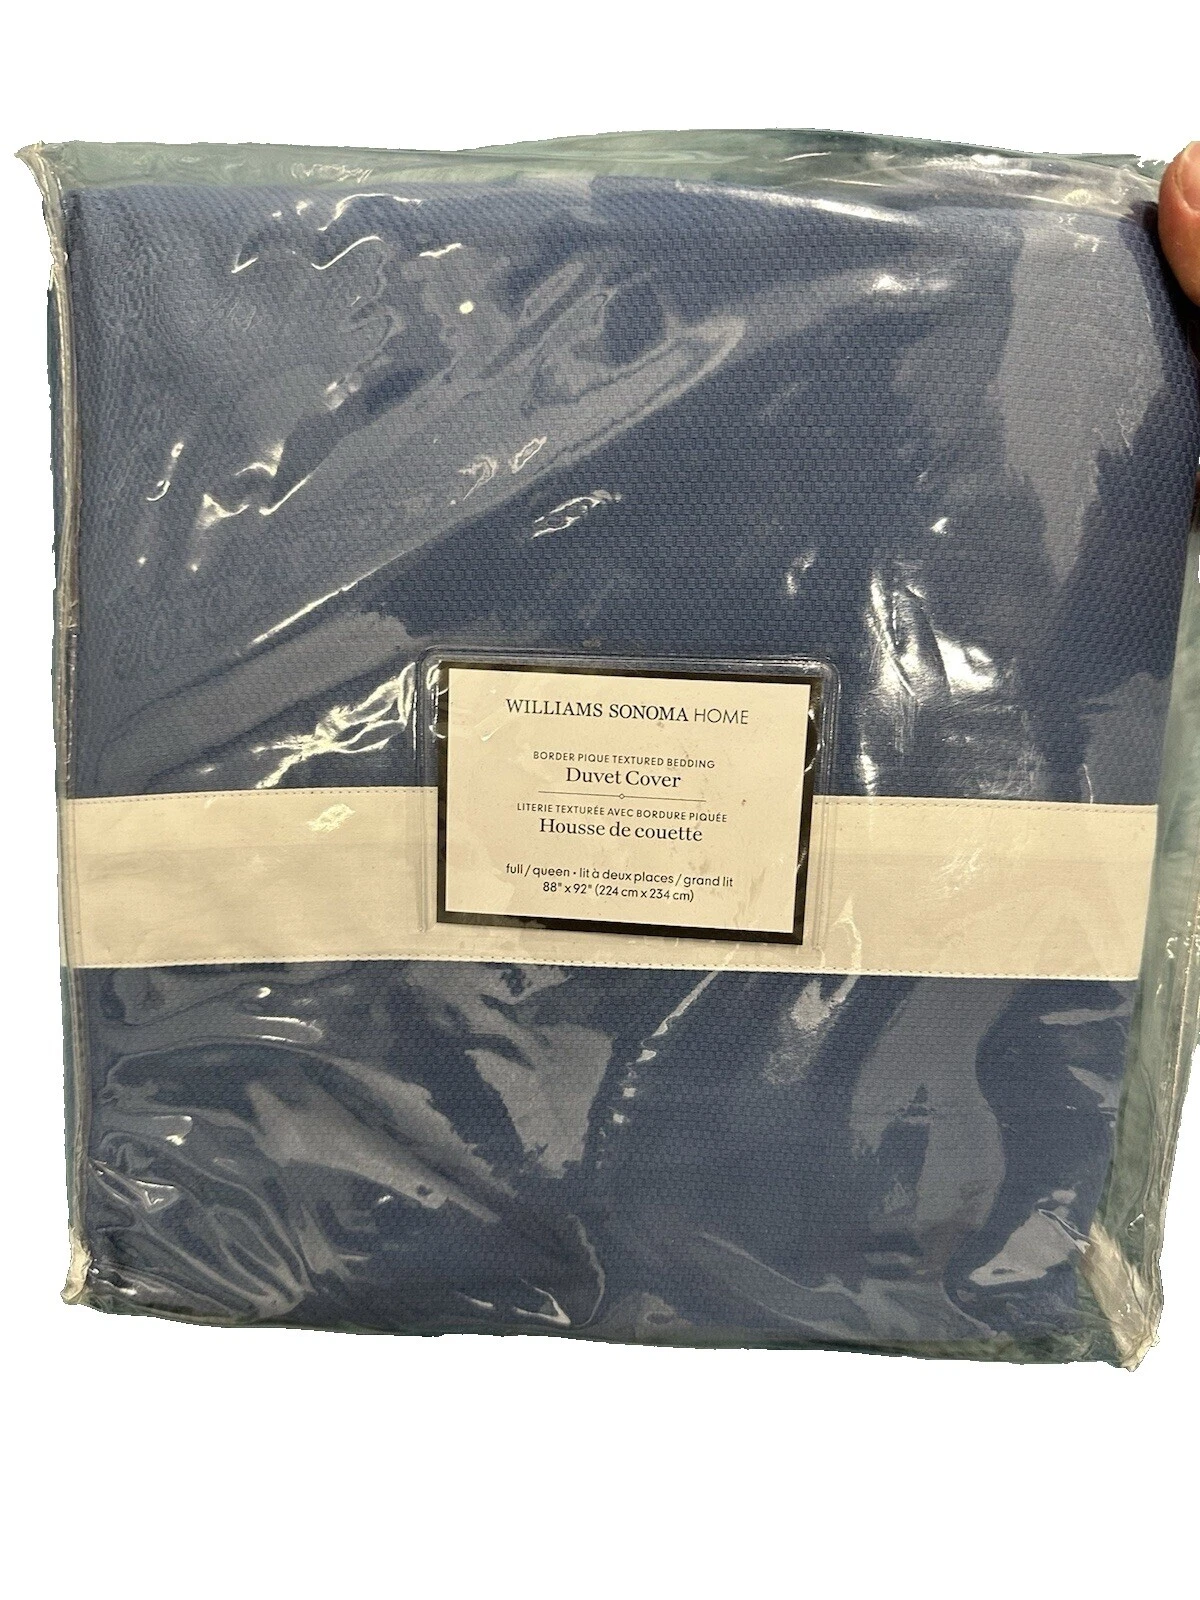 WILLIAMS SONOMA HOME
BORDER PIQUE TEXTURED BEDDING
Duvet Cover
LITERIE TEXTURÉE AVEC BORDURE PIQUÉE
Housse de couette
full / queen • lit à deux places / grand lit
88" x 92" (224 cm x 234 cm)